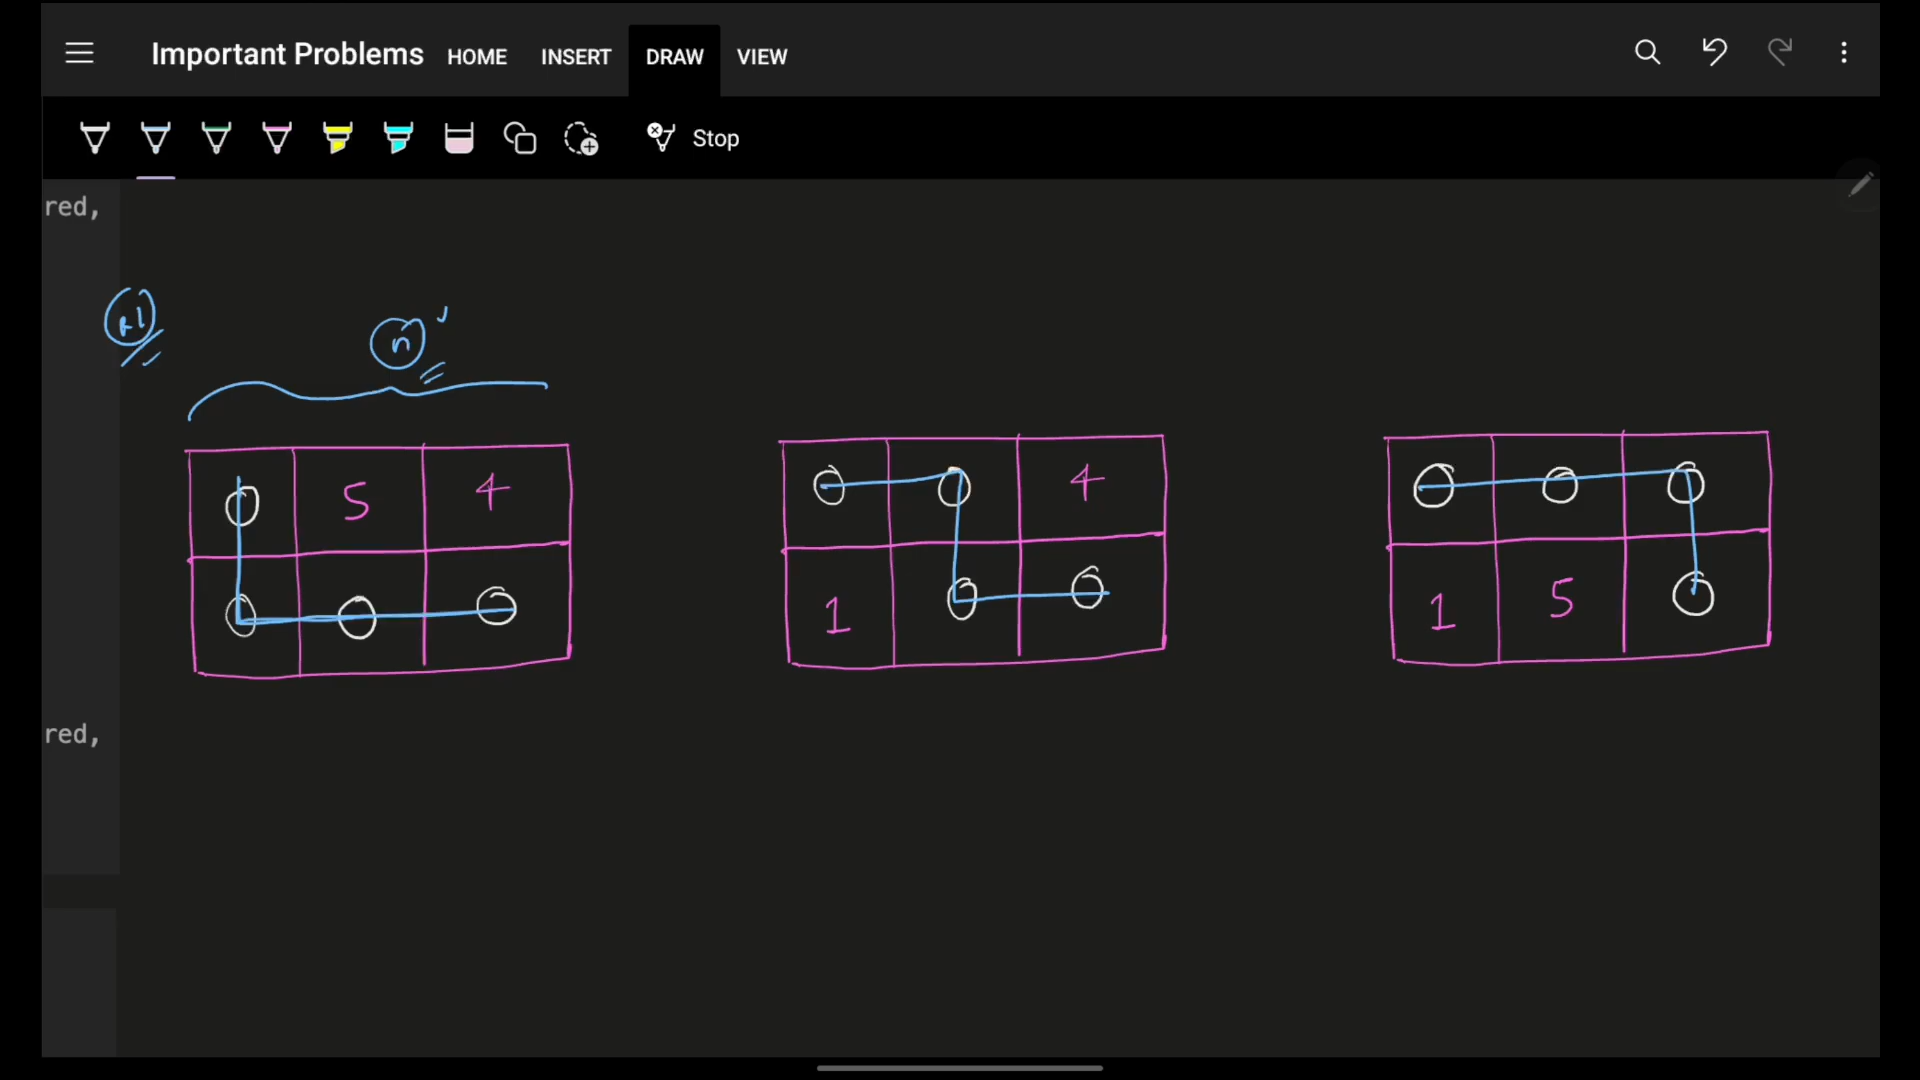 Important Problems HOME INSERT DRAW VIEW
Stop
red,
n
0 5 4
0 0 0
0 0 4
1 0 0
0 0 0
1 5 0
red,